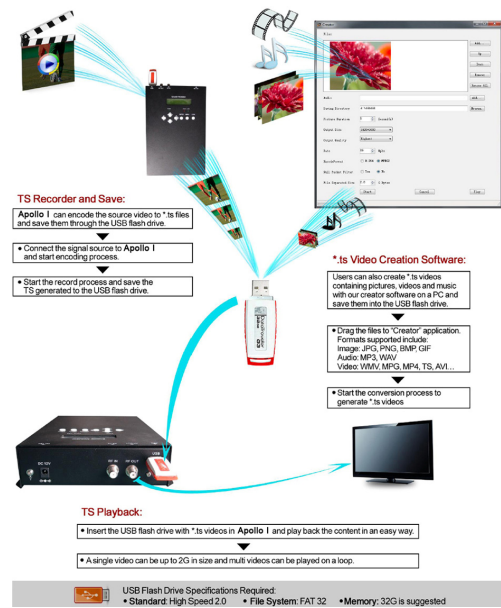 TS Recorder and Save:
Apollo I can encode the source video to *.ts files
and save them through the USB flash drive.
• Connect the signal source to Apollo I
and start encoding process.
• Start the record process and save the
TS generated to the USB flash drive.
*.ts Video Creation Software:
Users can also create *.ts videos
containing pictures, videos and music
with our creator software on a PC and
save them into the USB flash drive.
• Drag the files to "Creator" application.
Formats supported include:
Image: JPG, PNG, BMP, GIF
Audio: MP3, WAV
Video: WMV, MPG, MP4, TS, AVI...
• Start the conversion process to
generate *.ts videos
DC 12V
RF IN
RF OUT
USB
TS Playback:
• Insert the USB flash drive with *.ts videos in Apollo I and play back the content in an easy way.
• A single video can be up to 2G in size and multi videos can be played on a loop.
USB Flash Drive Specifications Required:
• Standard: High Speed 2.0 • File System: FAT 32 • Memory: 32G is suggested